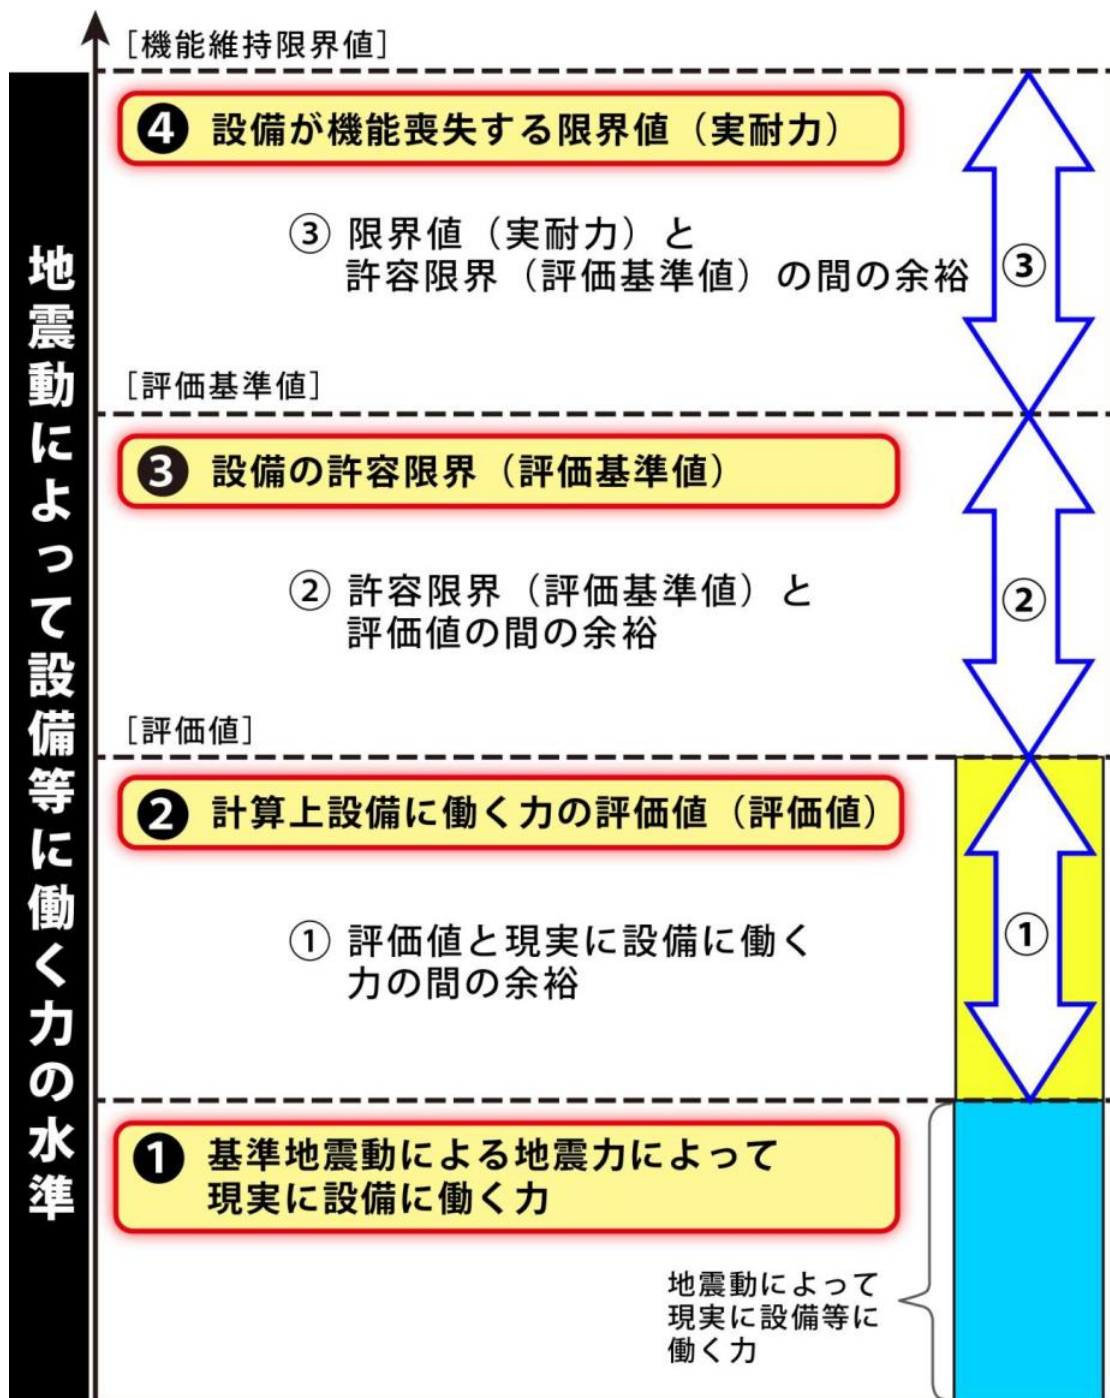 地震動によって設備等に働く力の水準
［機能維持限界値］
❹ 設備が機能喪失する限界値（実耐力）
③ 限界値（実耐力）と
許容限界（評価基準値）の間の余裕
③
［評価基準値］
❸ 設備の許容限界（評価基準値）
② 許容限界（評価基準値）と
評価値の間の余裕
②
［評価値］
❷ 計算上設備に働く力の評価値（評価値）
① 評価値と現実に設備に働く
力の間の余裕
①
❶ 基準地震動による地震力によって
現実に設備に働く力
地震動によって
現実に設備等に
働く力